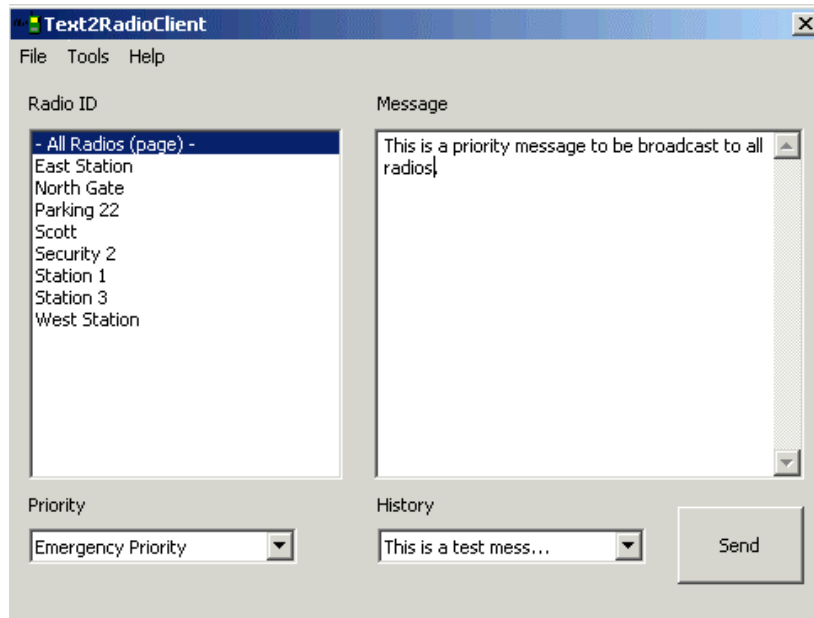 Text2RadioClient
File Tools Help
Radio ID
- All Radios (page) -
East Station
North Gate
Parking 22
Scott
Security 2
Station 1
Station 3
West Station
Message
This is a priority message to be broadcast to all
radios.
Priority
Emergency Priority
History
This is a test mess...
Send